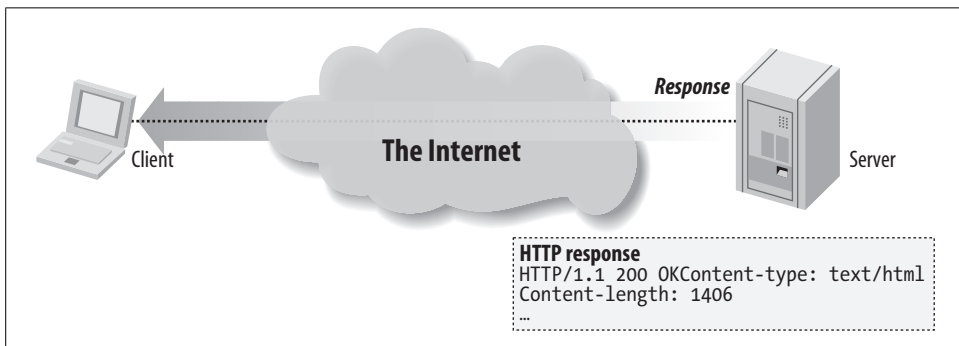 Response
Client
The Internet
Server
HTTP response
HTTP/1.1 200 OKContent-type: text/html
Content-length: 1406
…